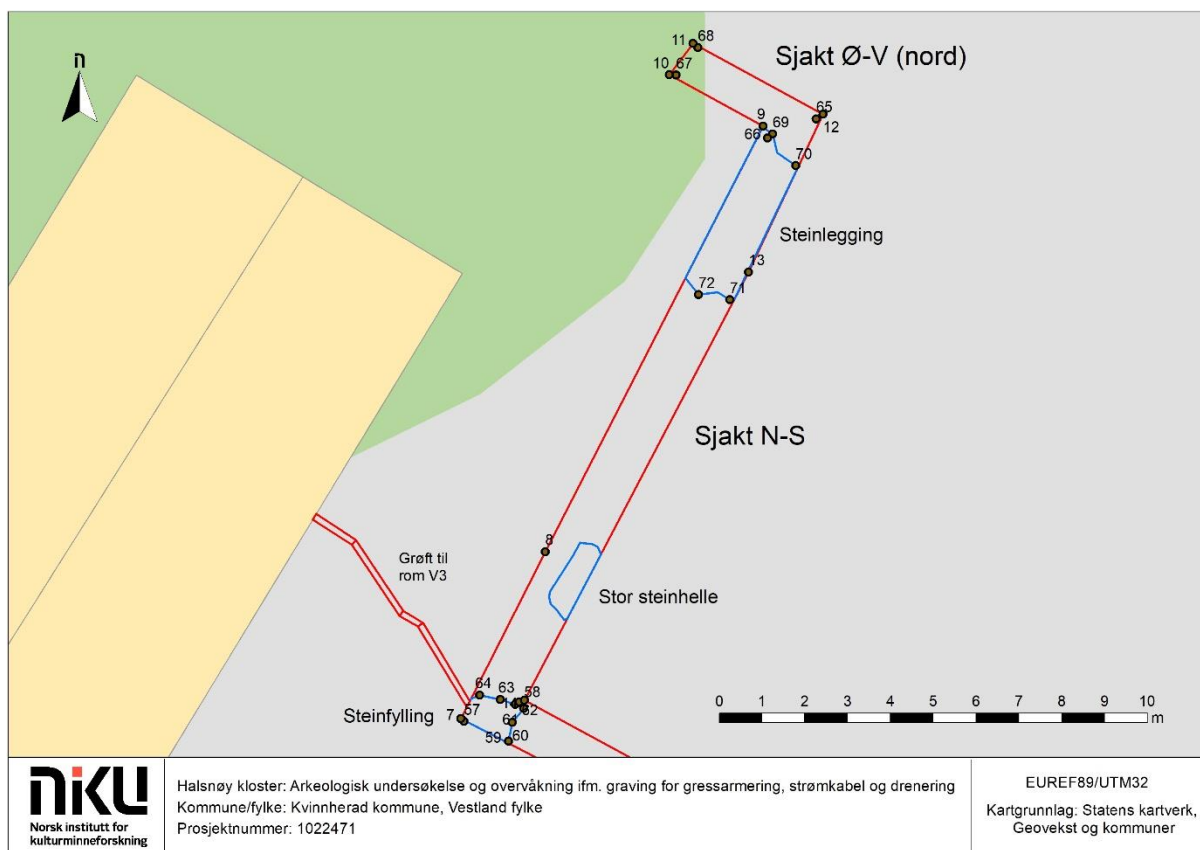 n
11
68
Sjakt Ø-V (nord)
10
67
65
12
9
69
66
70
Steinlegging
13
72
71
Sjakt N-S
8
Grøft til
rom V3
Stor steinhelle
64
63
58
14
62
57
7
Steinfylling
61
59
60
0 1 2 3 4 5 6 7 8 9 10
m
NIKU
Norsk institutt for
kulturminneforskning
Halsnøy kloster: Arkeologisk undersøkelse og overvåkning ifm. graving for gressarmering, strømkabel og drenering
Kommune/fylke: Kvinnherad kommune, Vestland fylke
Prosjektnummer: 1022471
EUREF89/UTM32
Kartgrunnlag: Statens kartverk,
Geovekst og kommuner